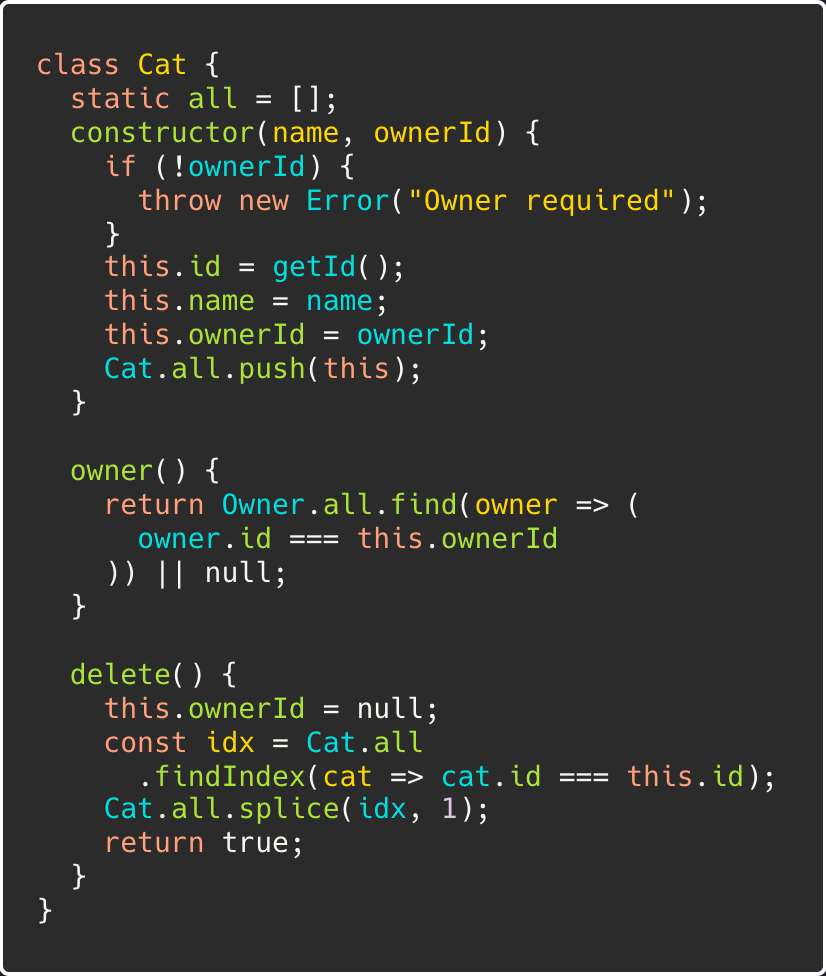 class Cat {
  static all = [];
  constructor(name, ownerId) {
    if (!ownerId) {
      throw new Error("Owner required");
    }
    this.id = getId();
    this.name = name;
    this.ownerId = ownerId;
    Cat.all.push(this);
  }

  owner() {
    return Owner.all.find(owner => (
      owner.id === this.ownerId
    )) || null;
  }

  delete() {
    this.ownerId = null;
    const idx = Cat.all
      .findIndex(cat => cat.id === this.id);
    Cat.all.splice(idx, 1);
    return true;
  }
}